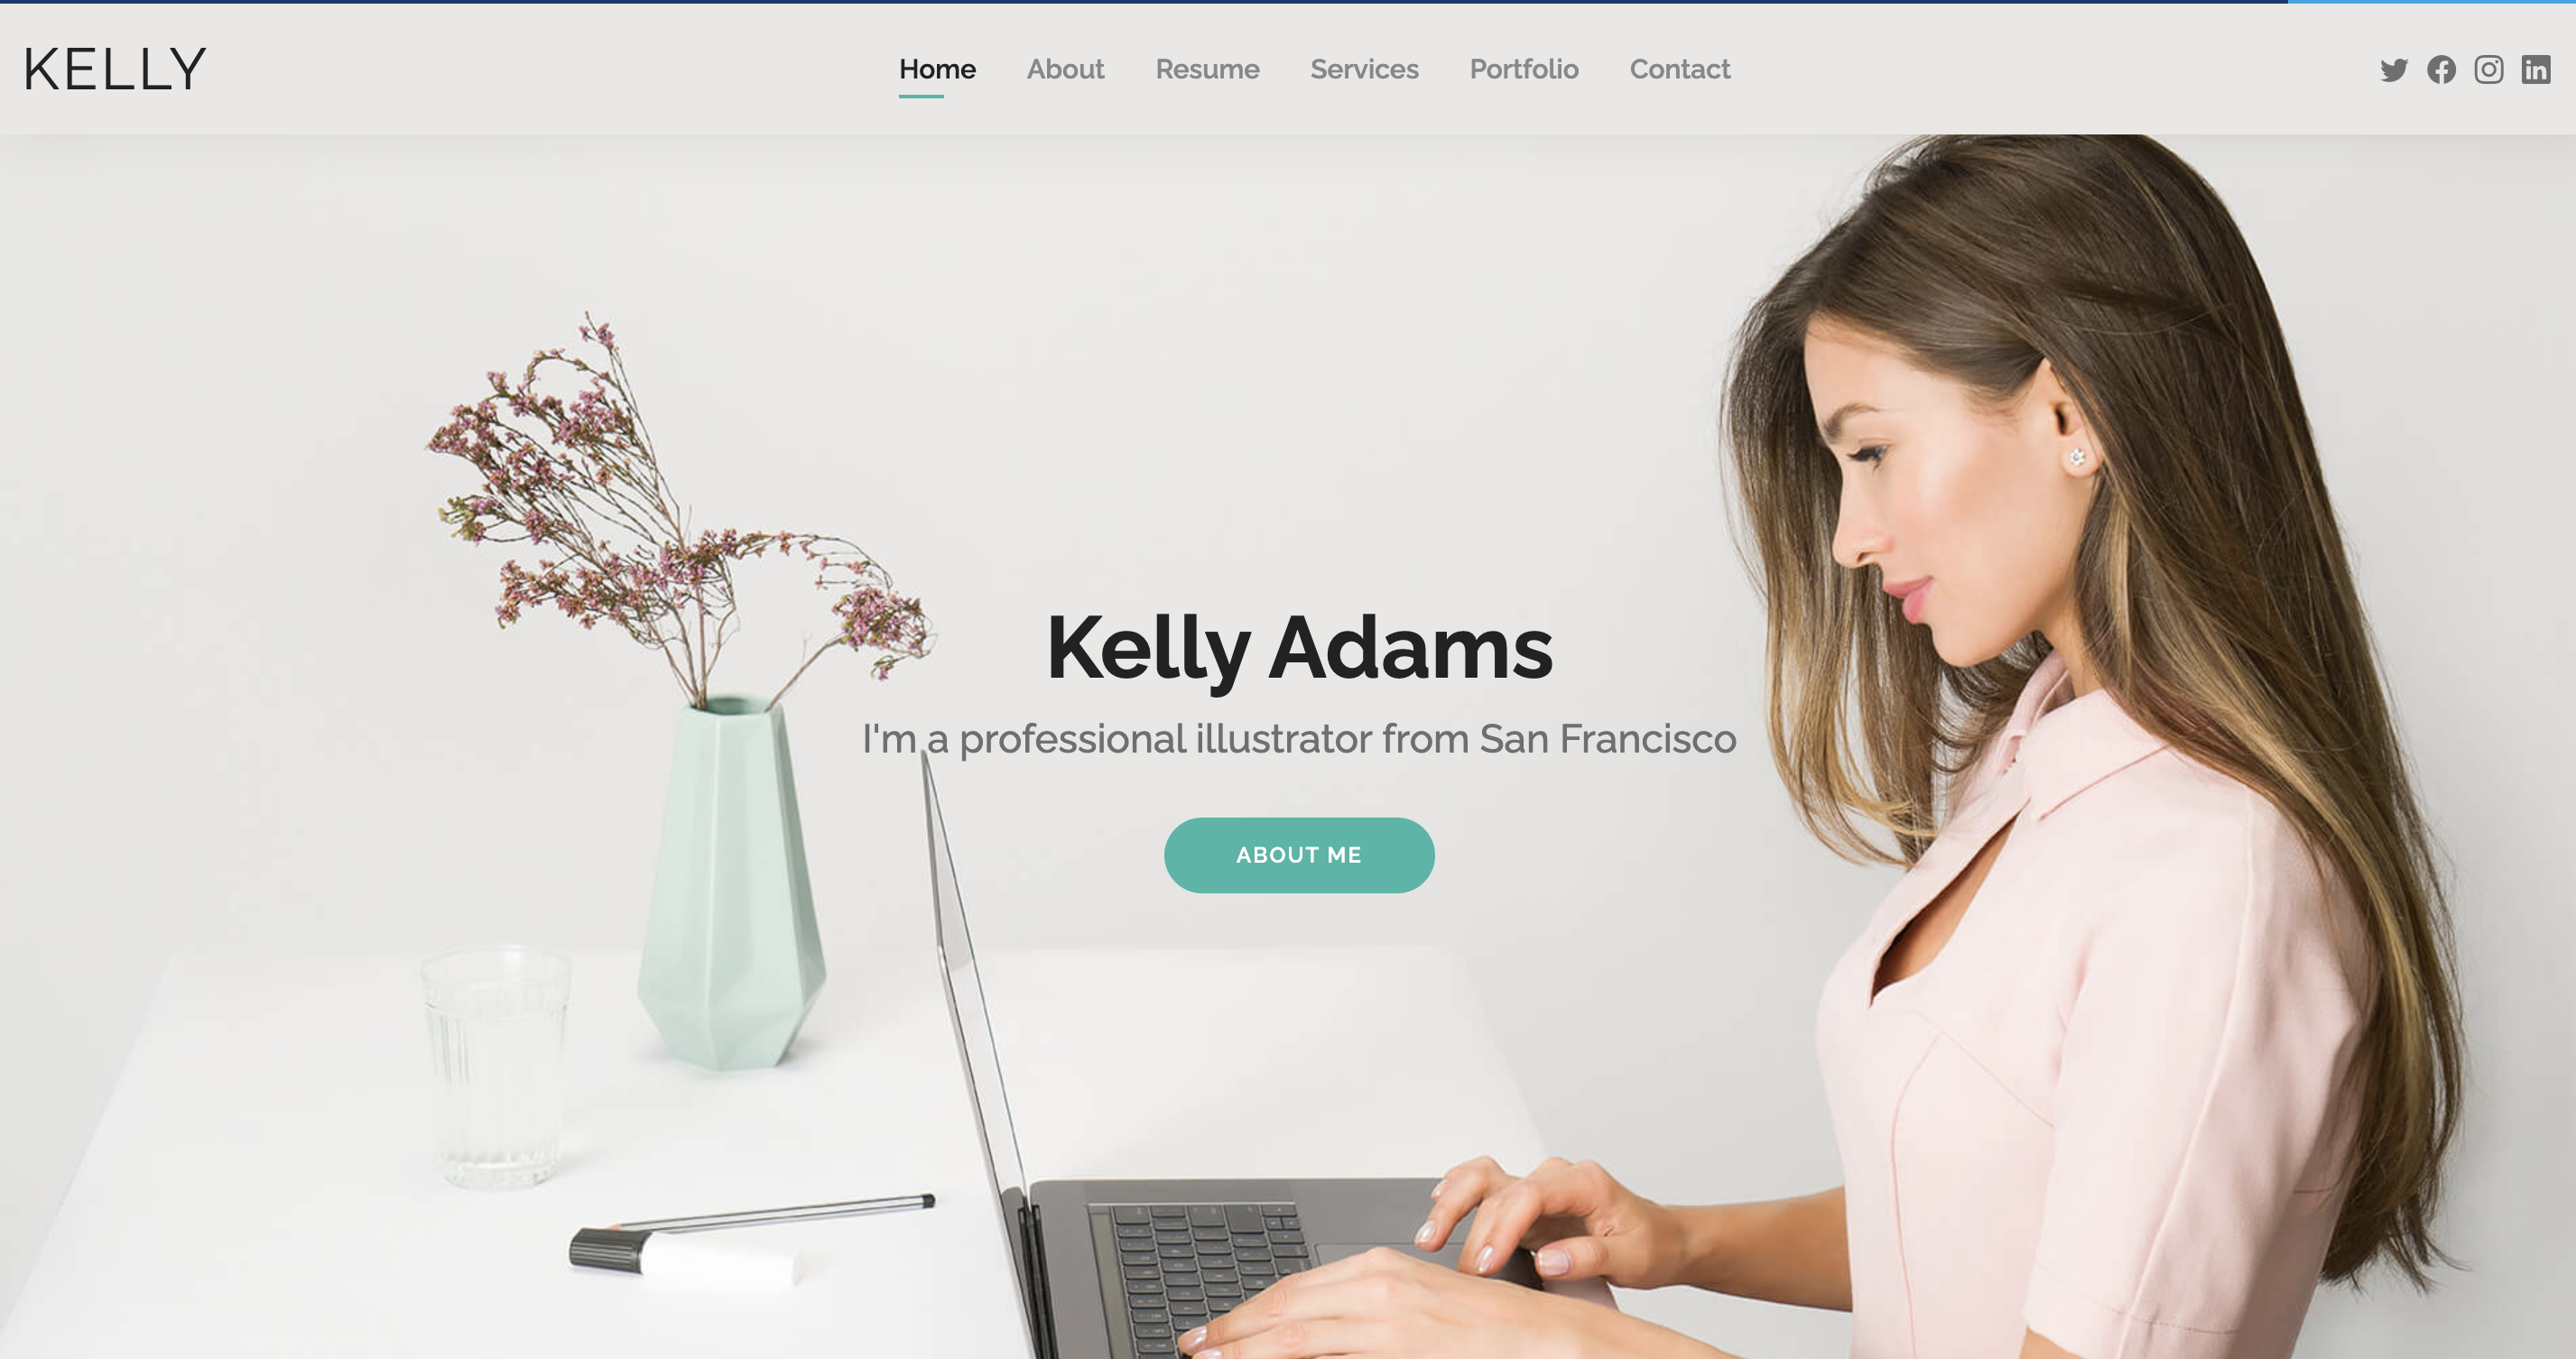 KELLY
Home About Resume Services Portfolio Contact
Kelly Adams
I'm a professional illustrator from San Francisco
ABOUT ME